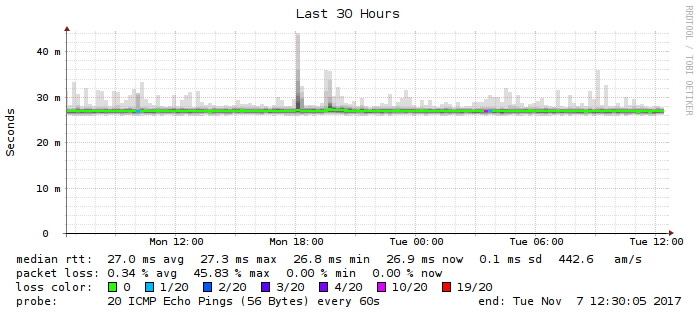 Last 30 Hours
RRDTOOL / TOBI OETIKER
Seconds
40 m
30 m
20 m
10 m
0
Mon 12:00 Mon 18:00 Tue 00:00 Tue 06:00 Tue 12:00
median rtt: 27.0 ms avg 27.3 ms max 26.8 ms min 26.9 ms now 0.1 ms sd 442.6 am/s
packet loss: 0.34 % avg 45.83 % max 0.00 % min 0.00 % now
loss color: 0 1/20 2/20 3/20 4/20 10/20 19/20
probe: 20 ICMP Echo Pings (56 Bytes) every 60s end: Tue Nov 7 12:30:05 2017